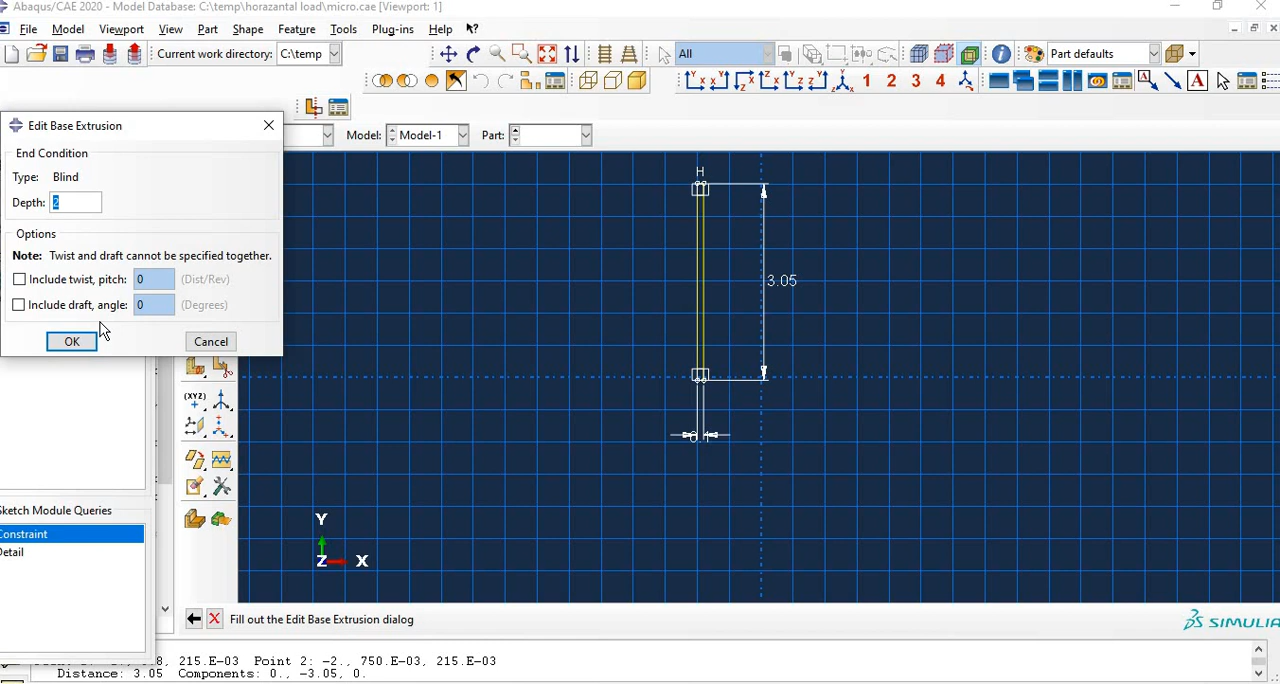 Abaqus/CAE 2020 - Model Database: C:\temp\horazantal load\micro.cae [Viewport: 1]
File Model Viewport View Part Shape Feature Tools Plug-ins Help
Current work directory: C:\temp All Part defaults
1 2 3 4
Edit Base Extrusion
Model: Model-1 Part:
End Condition
Type: Blind
Depth: 2
Options
Note: Twist and draft cannot be specified together.
Include twist, pitch: 0 (Dist/Rev)
Include draft, angle: 0 (Degrees)
OK Cancel
H
3.05
(XYZ)
Sketch Module Queries
Constraint
Detail
Y
Z X
Fill out the Edit Base Extrusion dialog
SIMULIA
215.E-03 Point 2: -2., 750.E-03, 215.E-03
Distance: 3.05 Components: 0., -3.05, 0.